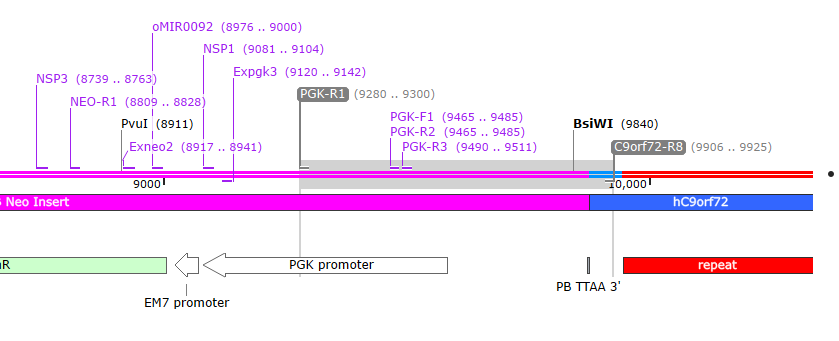 oMIR0092 (8976 .. 9000)
NSP1 (9081 .. 9104)
NSP3 (8739 .. 8763)
Expgk3 (9120 .. 9142)
NEO-R1 (8809 .. 8828)
PGK-R1 (9280 .. 9300)
PvuI (8911)
PGK-F1 (9465 .. 9485)
BsiWI (9840)
PGK-R2 (9465 .. 9485)
Exneo2 (8917 .. 8941)
PGK-R3 (9490 .. 9511)
C9orf72-R8 (9906 .. 9925)
9000
10,000
Neo Insert
hC9orf72
R
PGK promoter
repeat
EM7 promoter
PB TTAA 3'